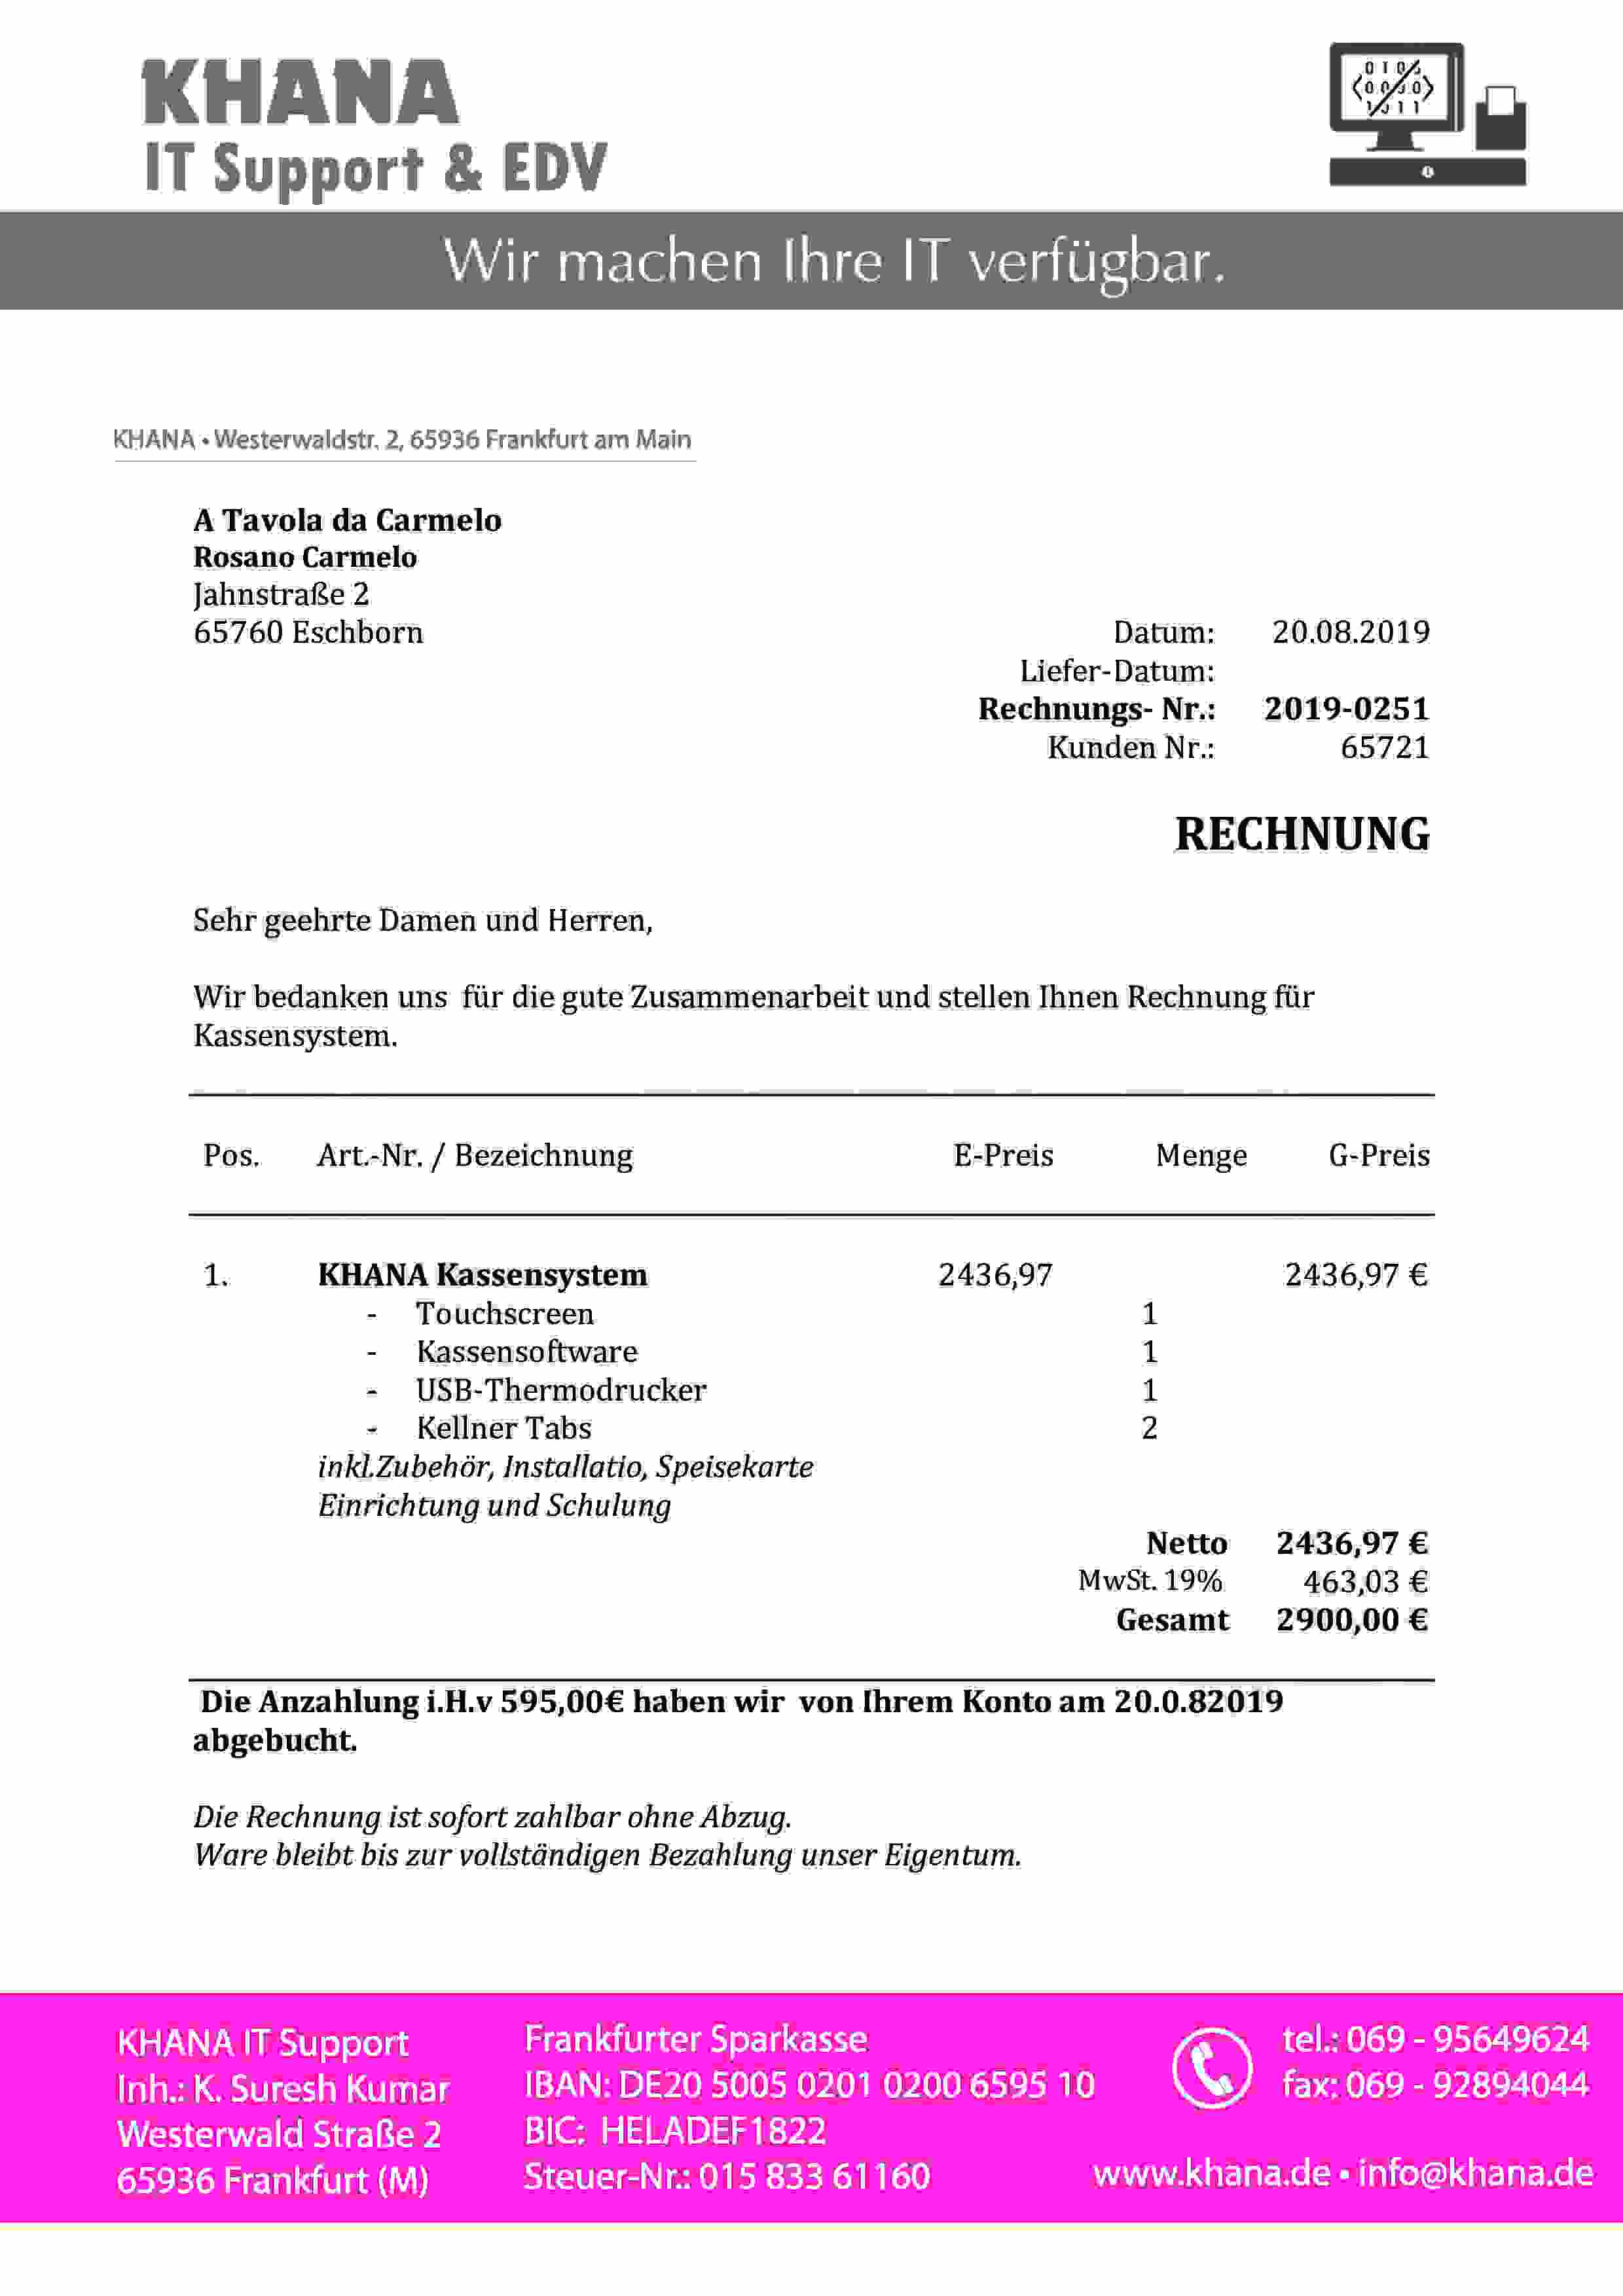 KHANA
IT Support & EDV
Wir machen Ihre IT verfügbar.
KHANA • Westerwaldstr. 2, 65936 Frankfurt am Main
A Tavola da Carmelo
Rosano Carmelo
Jahnstraße 2
65760 Eschborn
Datum: 20.08.2019
Liefer-Datum:
Rechnungs- Nr.: 2019-0251
Kunden Nr.: 65721
RECHNUNG
Sehr geehrte Damen und Herren,
Wir bedanken uns für die gute Zusammenarbeit und stellen Ihnen Rechnung für
Kassensystem.
Pos. Art.-Nr. / Bezeichnung E-Preis Menge G-Preis
1. KHANA Kassensystem 2436,97 2436,97 €
- Touchscreen 1
- Kassensoftware 1
- USB-Thermodrucker 1
- Kellner Tabs 2
inkl.Zubehör, Installatio, Speisekarte
Einrichtung und Schulung
Netto 2436,97 €
MwSt. 19% 463,03 €
Gesamt 2900,00 €
Die Anzahlung i.H.v 595,00€ haben wir von Ihrem Konto am 20.0.82019
abgebucht.
Die Rechnung ist sofort zahlbar ohne Abzug.
Ware bleibt bis zur vollständigen Bezahlung unser Eigentum.
KHANA IT Support
Inh.: K. Suresh Kumar
Westerwald Straße 2
65936 Frankfurt (M)
Frankfurter Sparkasse
IBAN: DE20 5005 0201 0200 6595 10
BIC: HELADEF1822
Steuer-Nr.: 015 833 61160
tel.: 069 - 95649624
fax: 069 - 92894044
www.khana.de • info@khana.de